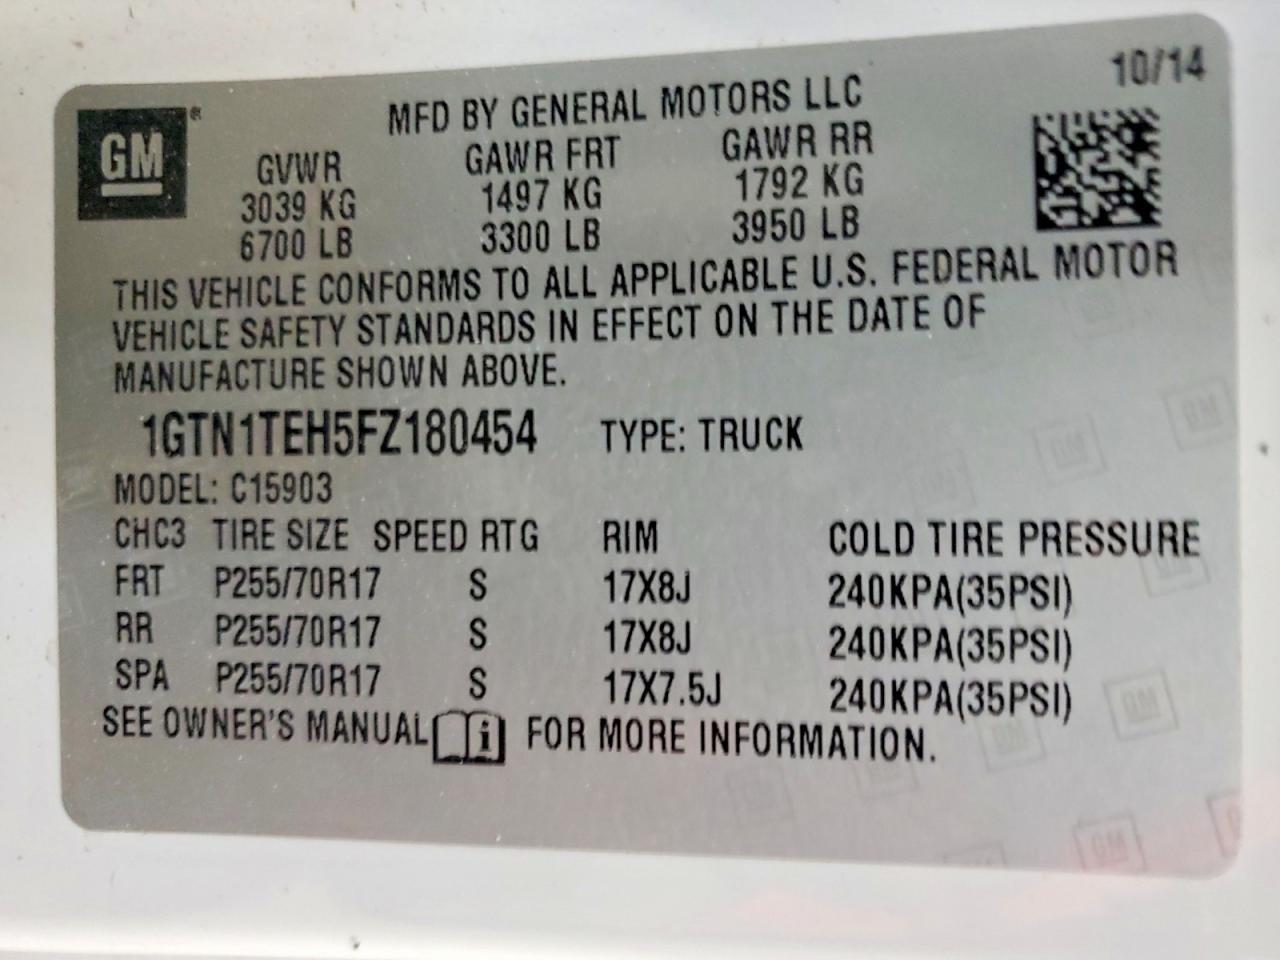 10/14
MFD BY GENERAL MOTORS LLC
GM®
GVWR GAWR FRT GAWR RR
3039 KG 1497 KG 1792 KG
6700 LB 3300 LB 3950 LB
THIS VEHICLE CONFORMS TO ALL APPLICABLE U.S. FEDERAL MOTOR
VEHICLE SAFETY STANDARDS IN EFFECT ON THE DATE OF
MANUFACTURE SHOWN ABOVE.
1GTN1TEH5FZ180454 TYPE: TRUCK
MODEL: C15903
CHC3 TIRE SIZE SPEED RTG RIM COLD TIRE PRESSURE
FRT P255/70R17 S 17X8J 240KPA(35PSI)
RR P255/70R17 S 17X8J 240KPA(35PSI)
SPA P255/70R17 S 17X7.5J 240KPA(35PSI)
SEE OWNER'S MANUAL i FOR MORE INFORMATION.